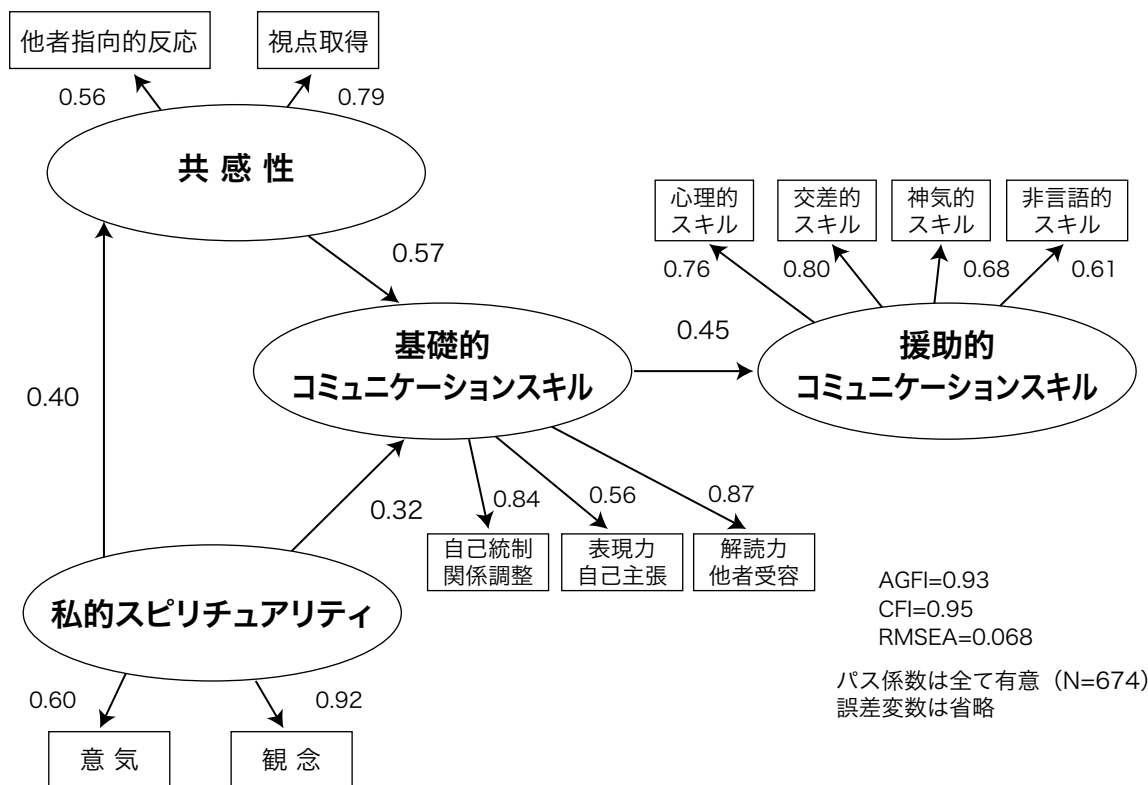 他者指向的反応
視点取得
0.56
0.79
共 感 性
心理的
スキル
交差的
スキル
神気的
スキル
非言語的
スキル
0.76
0.80
0.68
0.61
0.57
基礎的
コミュニケーションスキル
0.45
援助的
コミュニケーションスキル
0.40
0.32
0.84
0.56
0.87
自己統制
関係調整
表現力
自己主張
解読力
他者受容
私的スピリチュアリティ
0.60
0.92
意 気
観 念
AGFI=0.93
CFI=0.95
RMSEA=0.068
パス係数は全て有意（N=674）
誤差変数は省略